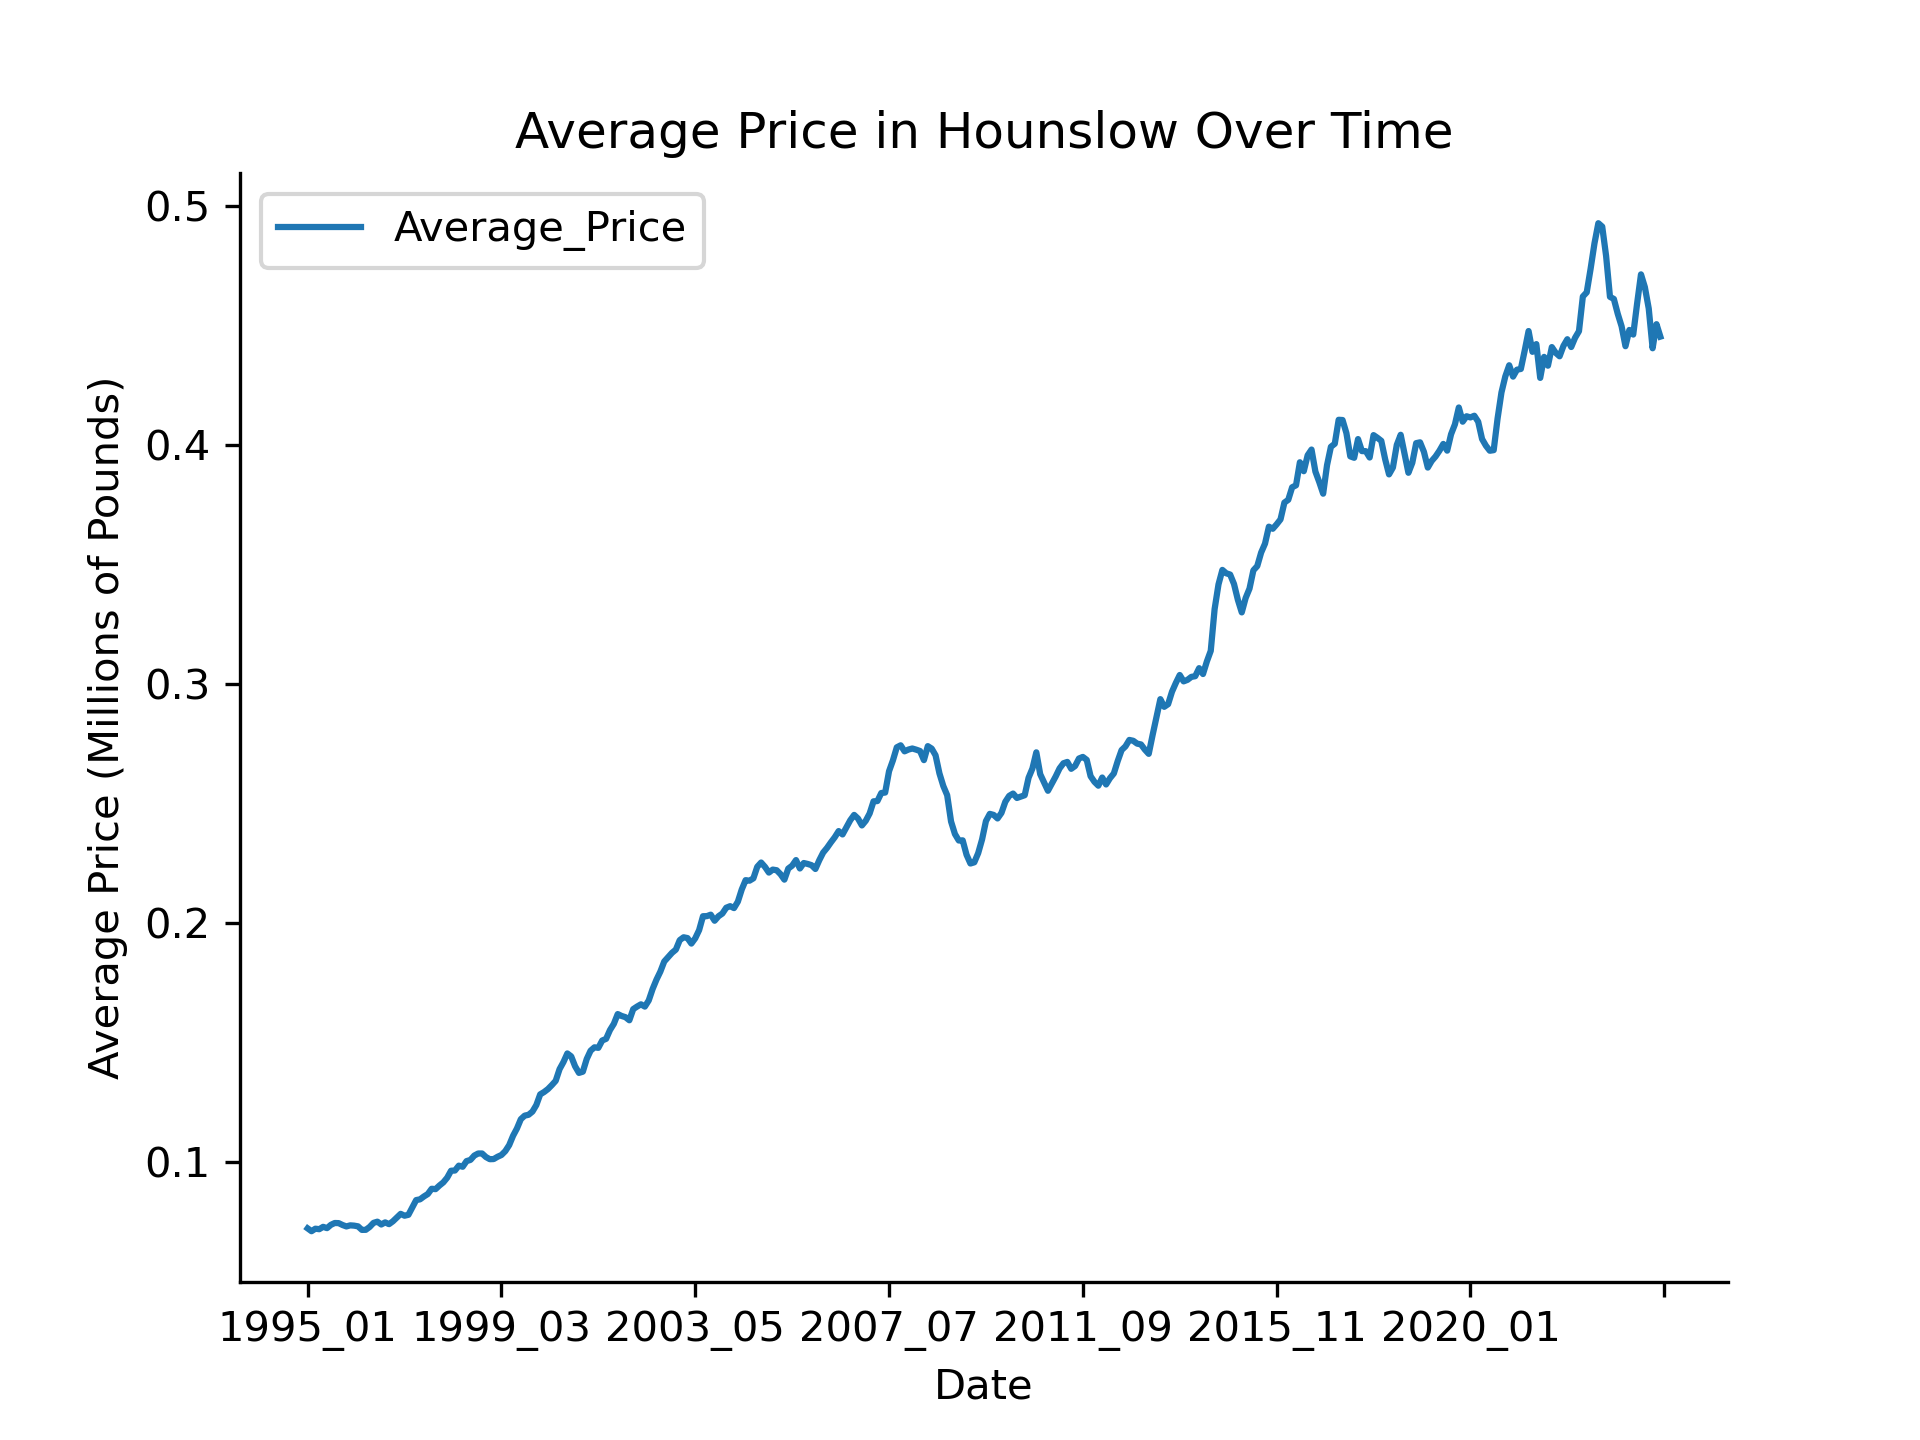 Average Price in Hounslow Over Time
Average_Price
Average Price (Millions of Pounds)
0.5
0.4
0.3
0.2
0.1
1995_01 1999_03 2003_05 2007_07 2011_09 2015_11 2020_01
Date